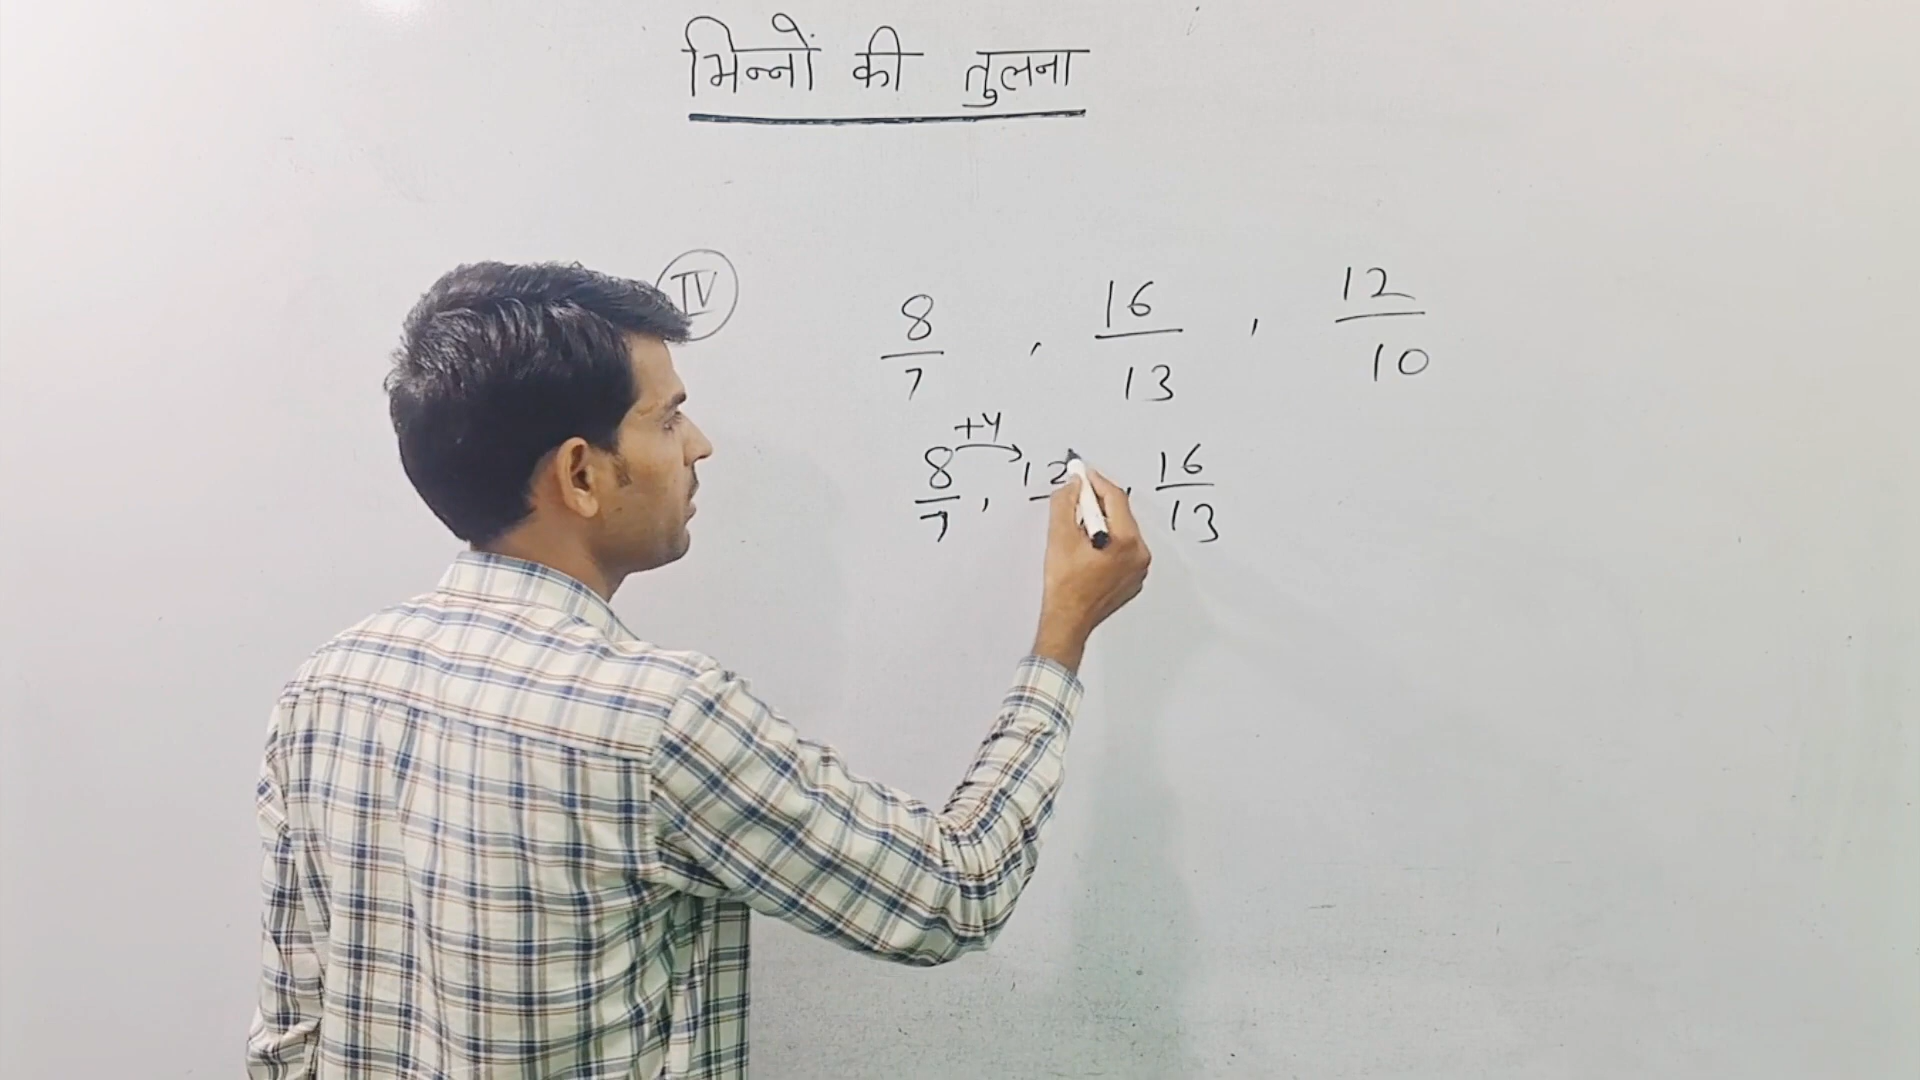 भिन्नों की तुलना
IV
8/7 , 16/13 , 12/10
+4
8/7 , 12 , 16/13